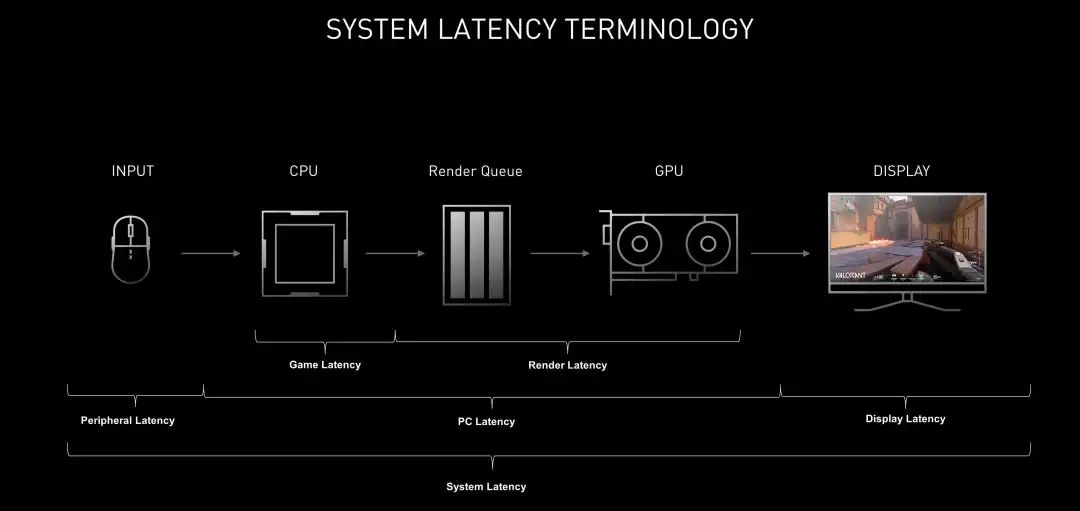 SYSTEM LATENCY TERMINOLOGY
INPUT
CPU
Render Queue
GPU
DISPLAY
VALORANT
Game Latency
Render Latency
Peripheral Latency
PC Latency
Display Latency
System Latency